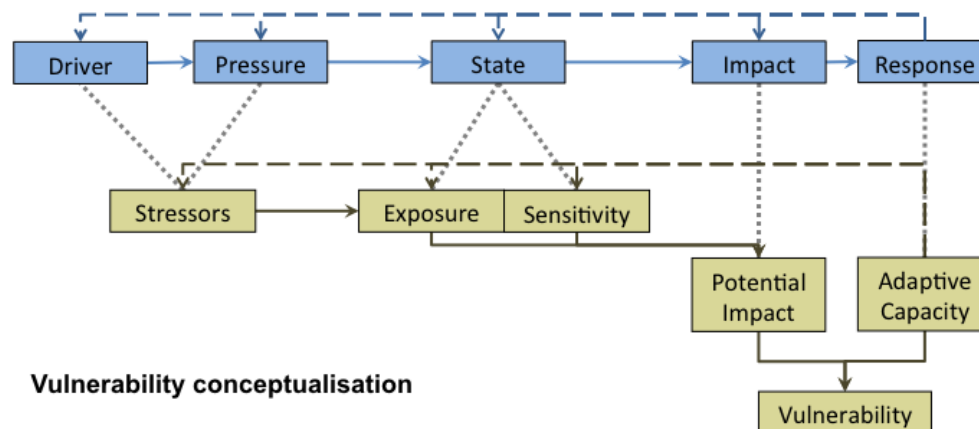 Driver
Pressure
State
Impact
Response
Stressors
Exposure
Sensitivity
Potential
Impact
Adaptive
Capacity
Vulnerability conceptualisation
Vulnerability